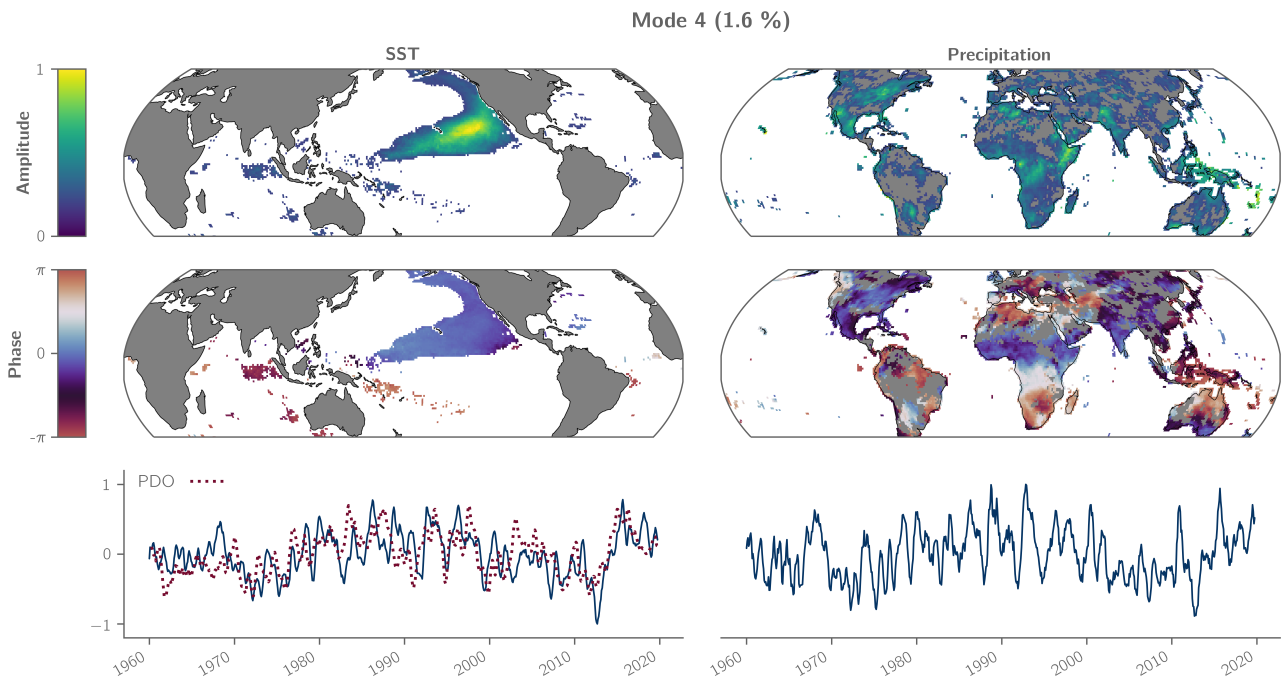 Mode 4 (1.6 %)
SST
Precipitation
1
Amplitude
0
π
Phase
0
-π
PDO
1
0
−1
1960 1970 1980 1990 2000 2010 2020
1960 1970 1980 1990 2000 2010 2020